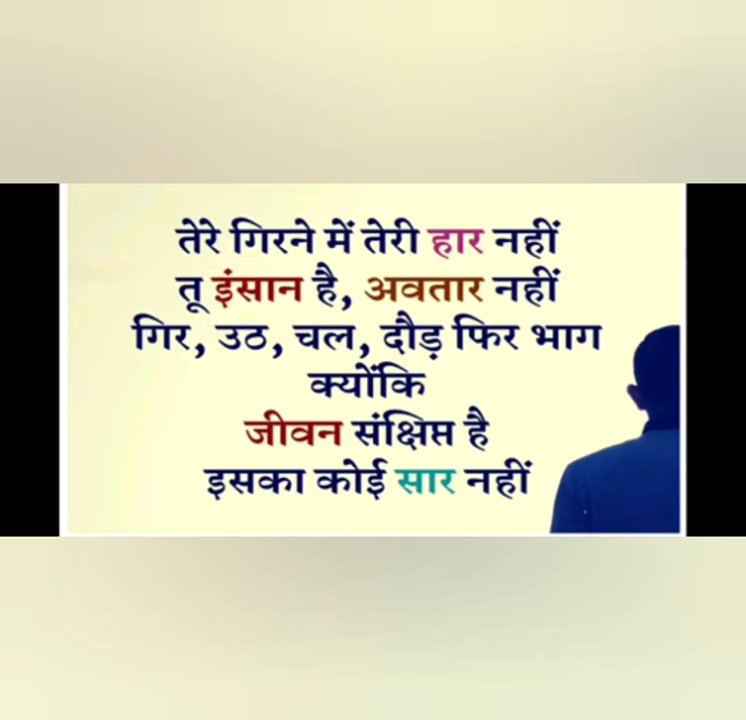 तेरे गिरने में तेरी हार नहीं
तू इंसान है, अवतार नहीं
गिर, उठ, चल, दौड़ फिर भाग
क्योंकि
जीवन संक्षिप्त है
इसका कोई सार नहीं